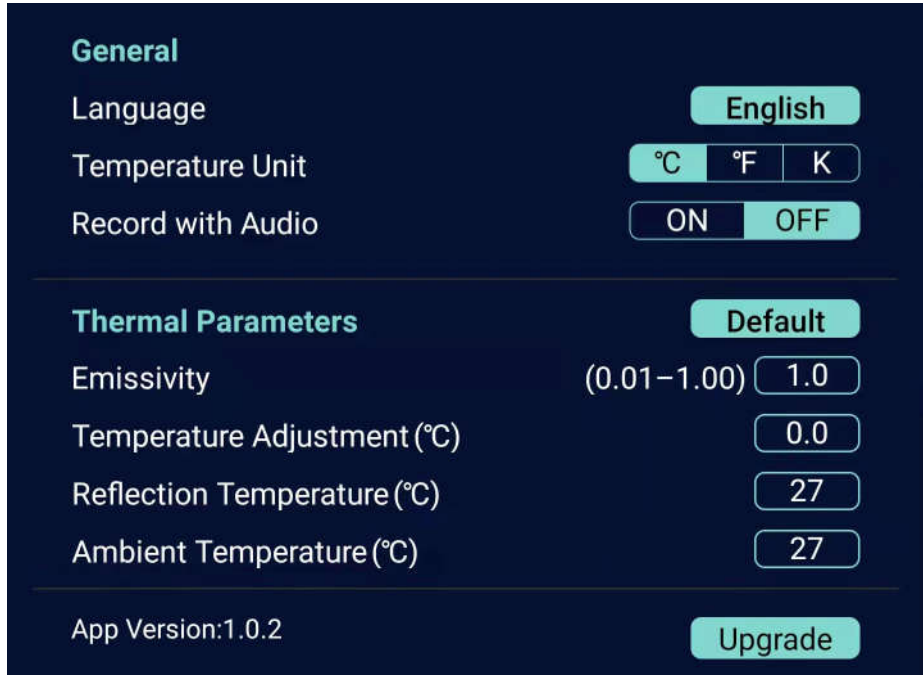 General
Language English
Temperature Unit ℃ ℉ K
Record with Audio ON OFF
Thermal Parameters Default
Emissivity (0.01–1.00) 1.0
Temperature Adjustment(℃) 0.0
Reflection Temperature(℃) 27
Ambient Temperature(℃) 27
App Version:1.0.2 Upgrade